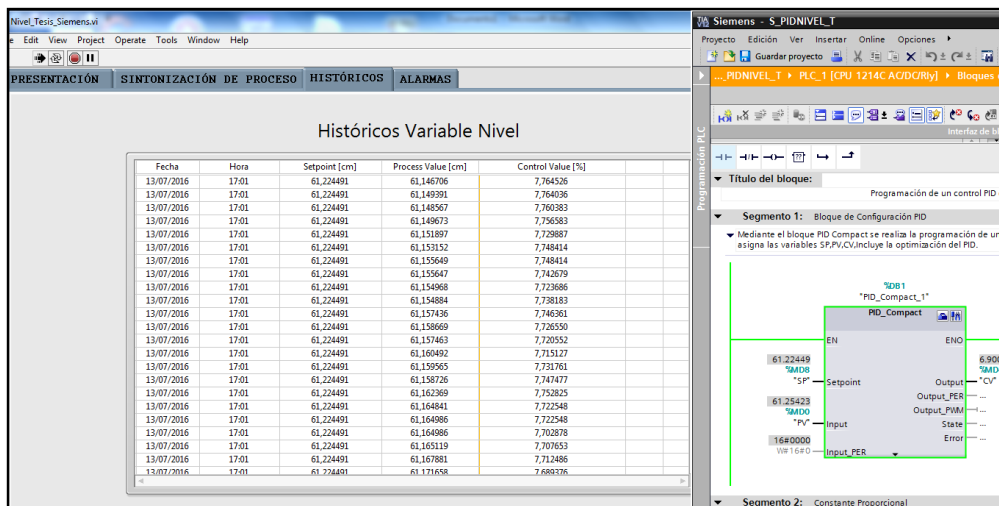 Nivel_Tesis_Siemens.vi
e Edit View Project Operate Tools Window Help
PRESENTACIÓN SINTONIZACIÓN DE PROCESO HISTÓRICOS ALARMAS
Históricos Variable Nivel
Fecha Hora Setpoint [cm] Process Value [cm] Control Value [%]
13/07/2016 17:01 61,224491 61,146706 7,764526
13/07/2016 17:01 61,224491 61,149391 7,764036
13/07/2016 17:01 61,224491 61,148567 7,760383
13/07/2016 17:01 61,224491 61,149673 7,756583
13/07/2016 17:01 61,224491 61,151897 7,729887
13/07/2016 17:01 61,224491 61,153152 7,748414
13/07/2016 17:01 61,224491 61,155649 7,748414
13/07/2016 17:01 61,224491 61,155647 7,742679
13/07/2016 17:01 61,224491 61,154968 7,723686
13/07/2016 17:01 61,224491 61,154884 7,738183
13/07/2016 17:01 61,224491 61,157436 7,746361
13/07/2016 17:01 61,224491 61,158669 7,726550
13/07/2016 17:01 61,224491 61,157463 7,720552
13/07/2016 17:01 61,224491 61,160492 7,715127
13/07/2016 17:01 61,224491 61,159565 7,731761
13/07/2016 17:01 61,224491 61,158726 7,747477
13/07/2016 17:01 61,224491 61,162369 7,752825
13/07/2016 17:01 61,224491 61,164841 7,722548
13/07/2016 17:01 61,224491 61,164986 7,722548
13/07/2016 17:01 61,224491 61,164986 7,702878
13/07/2016 17:01 61,224491 61,165119 7,707653
13/07/2016 17:01 61,224491 61,167881 7,712486
13/07/2016 17:01 61,224491 61,171658 7,689376
Siemens - S_PIDNIVEL_T
Proyecto Edición Ver Insertar Online Opciones
Guardar proyecto
..._PIDNIVEL_T PLC_1 [CPU 1214C AC/DC/Rly] Bloques
Interfaz de bl
Programación PLC
Título del bloque:
Programación de un control PID
Segmento 1: Bloque de Configuración PID
Mediante el bloque PID Compact se realiza la programación de un
asigna las variables SP,PV,CV,Incluye la optimización del PID.
%DB1
"PID_Compact_1"
PID_Compact
EN ENO
61.22449 6.900
%MD8 %MD
"SP" Setpoint Output "CV"
Output_PER ...
61.25423
%MD0 Output_PWM ...
"PV" Input State ...
16#0000 Error ...
W#16#0 Input_PER
Segmento 2: Constante Proporcional